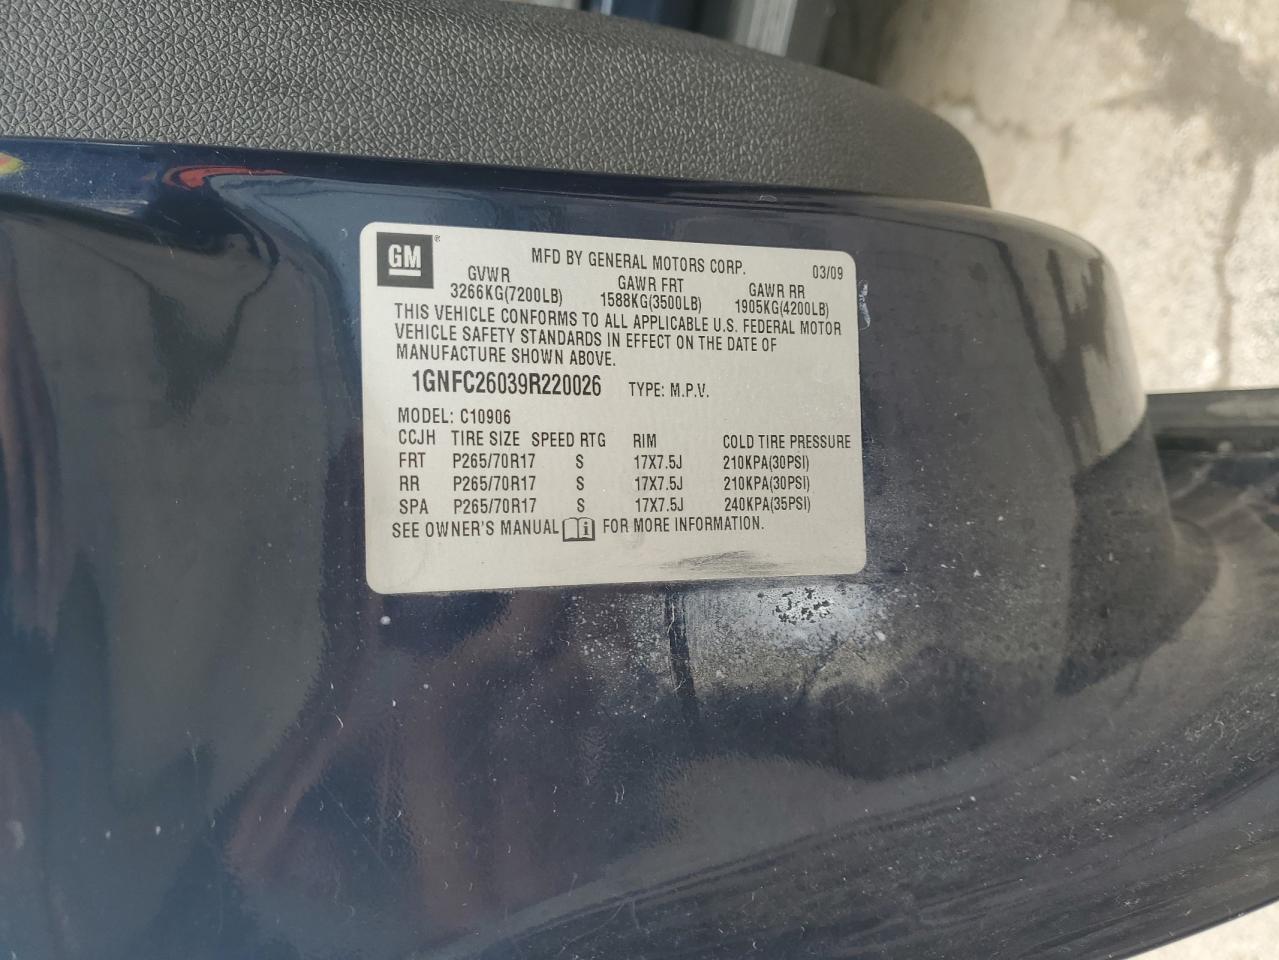 GM ® MFD BY GENERAL MOTORS CORP. 03/09
GVWR GAWR FRT GAWR RR
3266KG(7200LB) 1588KG(3500LB) 1905KG(4200LB)
THIS VEHICLE CONFORMS TO ALL APPLICABLE U.S. FEDERAL MOTOR
VEHICLE SAFETY STANDARDS IN EFFECT ON THE DATE OF
MANUFACTURE SHOWN ABOVE.
1GNFC26039R220026 TYPE: M.P.V.
MODEL: C10906
CCJH TIRE SIZE SPEED RTG RIM COLD TIRE PRESSURE
FRT P265/70R17 S 17X7.5J 210KPA(30PSI)
RR P265/70R17 S 17X7.5J 210KPA(30PSI)
SPA P265/70R17 S 17X7.5J 240KPA(35PSI)
SEE OWNER'S MANUAL FOR MORE INFORMATION.